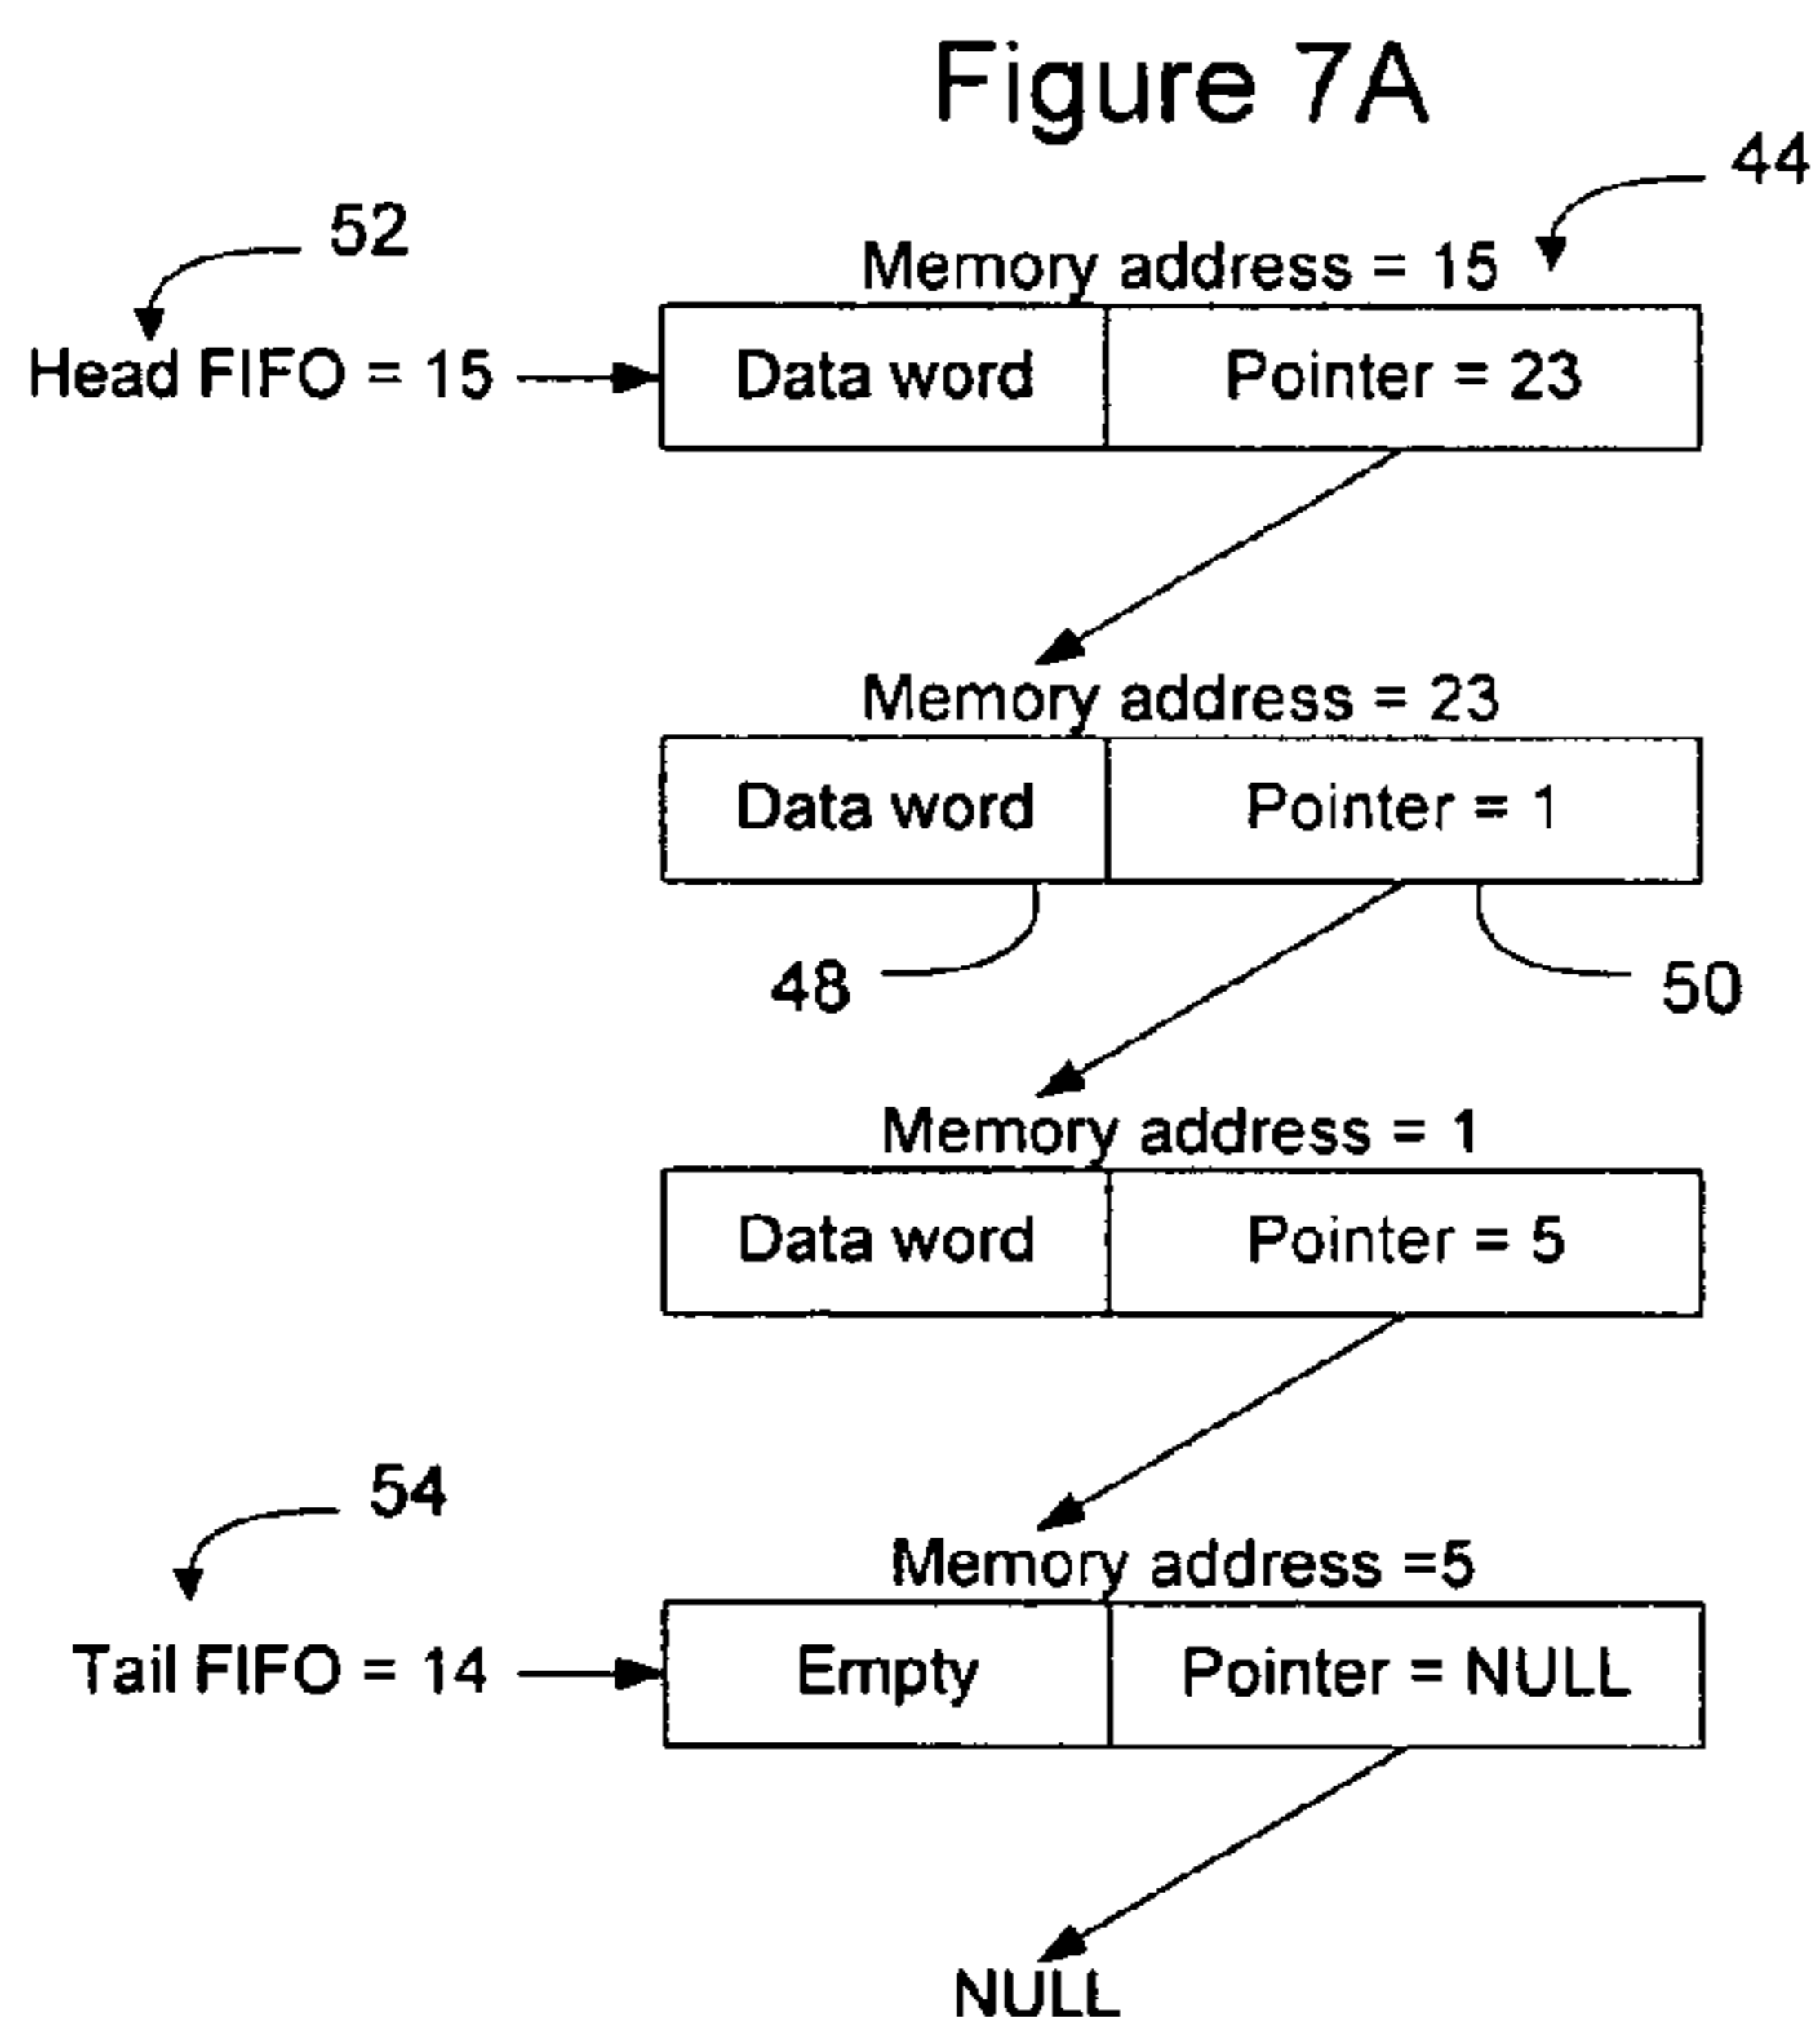 Figure 7A
44
52
Memory address = 15
Head FIFO = 15
Data word
Pointer = 23
Memory address = 23
Data word
Pointer = 1
48
50
Memory address = 1
Data word
Pointer = 5
54
Memory address =5
Tail FIFO = 14
Empty
Pointer = NULL
NULL